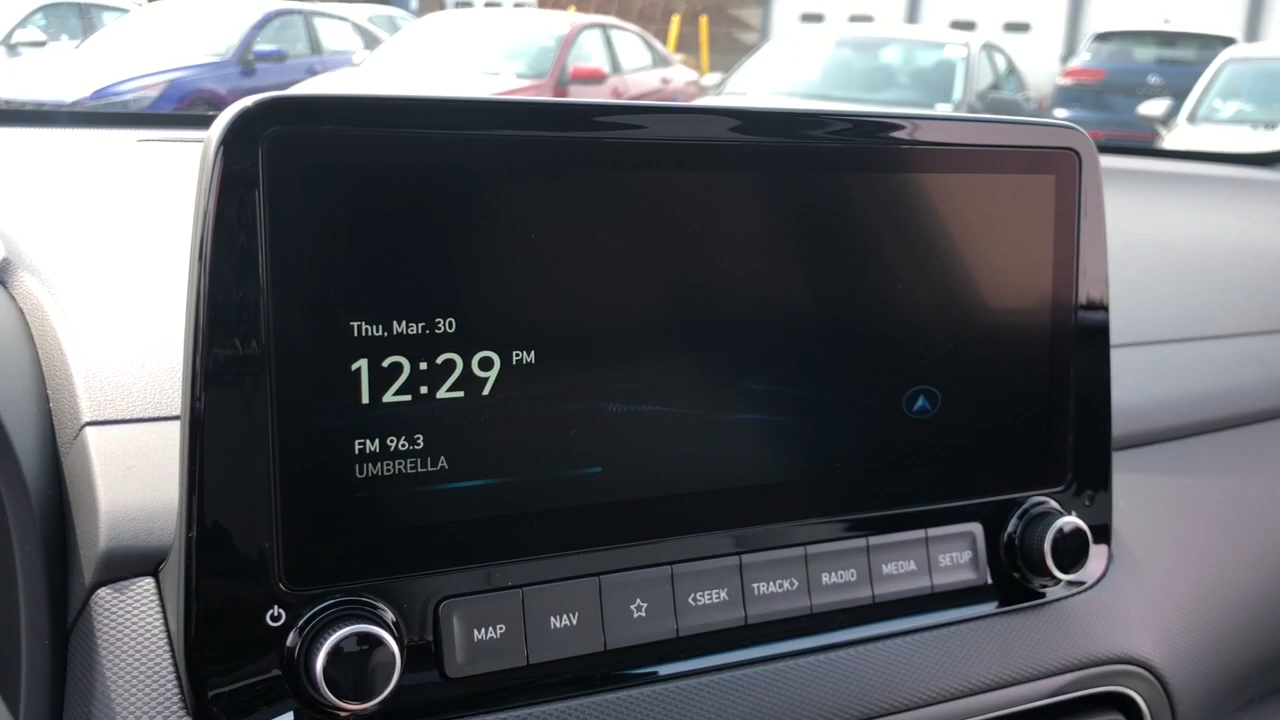 Thu, Mar. 30
12:29 PM
FM 96.3
UMBRELLA
MAP
NAV
<SEEK
TRACK>
RADIO
MEDIA
SETUP